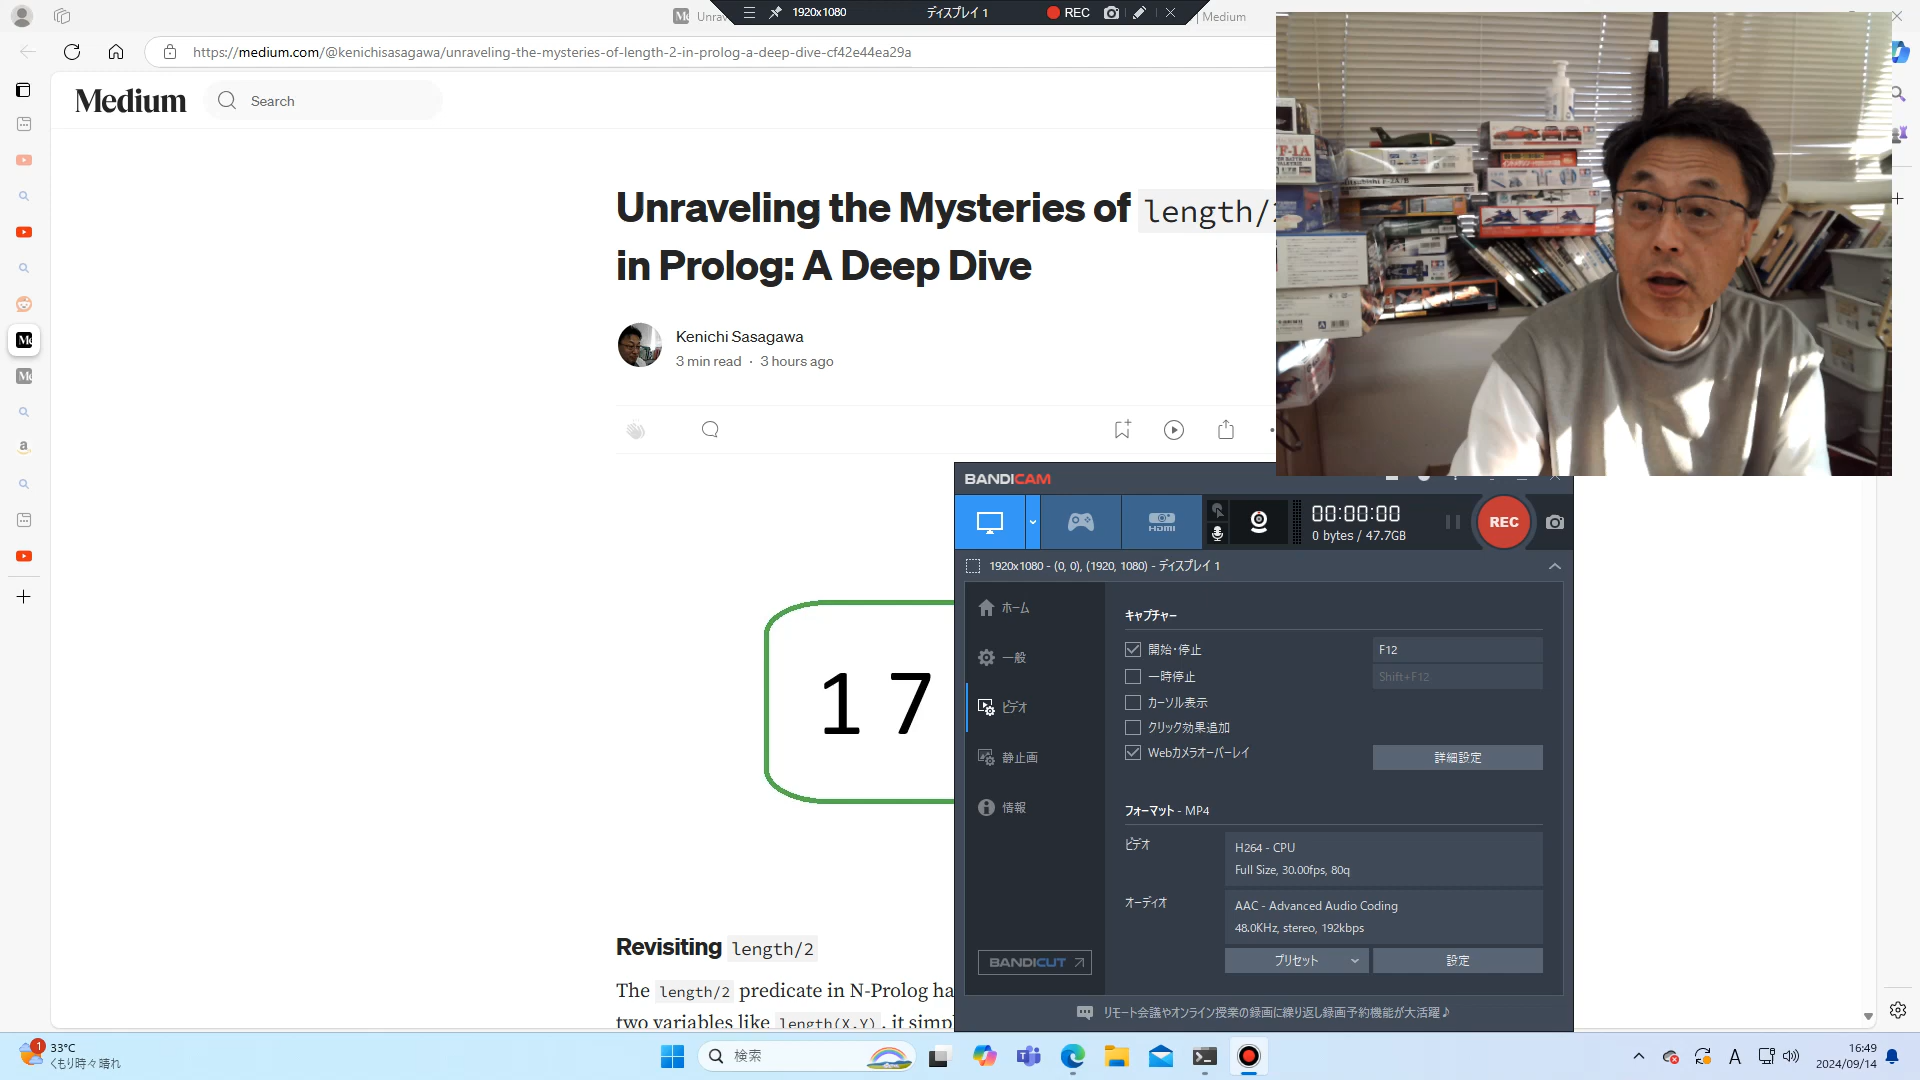 1920x1080
ディスプレイ 1
REC
Medium
https://medium.com/@kenichisasagawa/unraveling-the-mysteries-of-length-2-in-prolog-a-deep-dive-cf42e44ea29a
Medium
Search
Unraveling the Mysteries of length/2
in Prolog: A Deep Dive
Kenichi Sasagawa
3 min read · 3 hours ago
BANDICAM
HDMI
00:00:00
0 bytes / 47.7GB
REC
1920x1080 - (0, 0), (1920, 1080) - ディスプレイ 1
ホーム
一般
ビデオ
静止画
情報
BANDICUT
キャプチャー
開始・停止
F12
一時停止
Shift+F12
カーソル表示
クリック効果追加
Webカメラオーバーレイ
詳細設定
フォーマット - MP4
ビデオ
H264 - CPU
Full Size, 30.00fps, 80q
オーディオ
AAC - Advanced Audio Coding
48.0KHz, stereo, 192kbps
プリセット
設定
リモート会議やオンライン授業の録画に繰り返し録画予約機能が大活躍♪
1 7
Revisiting length/2
The length/2 predicate in N-Prolog ha
two variables like length(X,Y), it simp
1
33°C
くもり時々晴れ
検索
A
16:49
2024/09/14